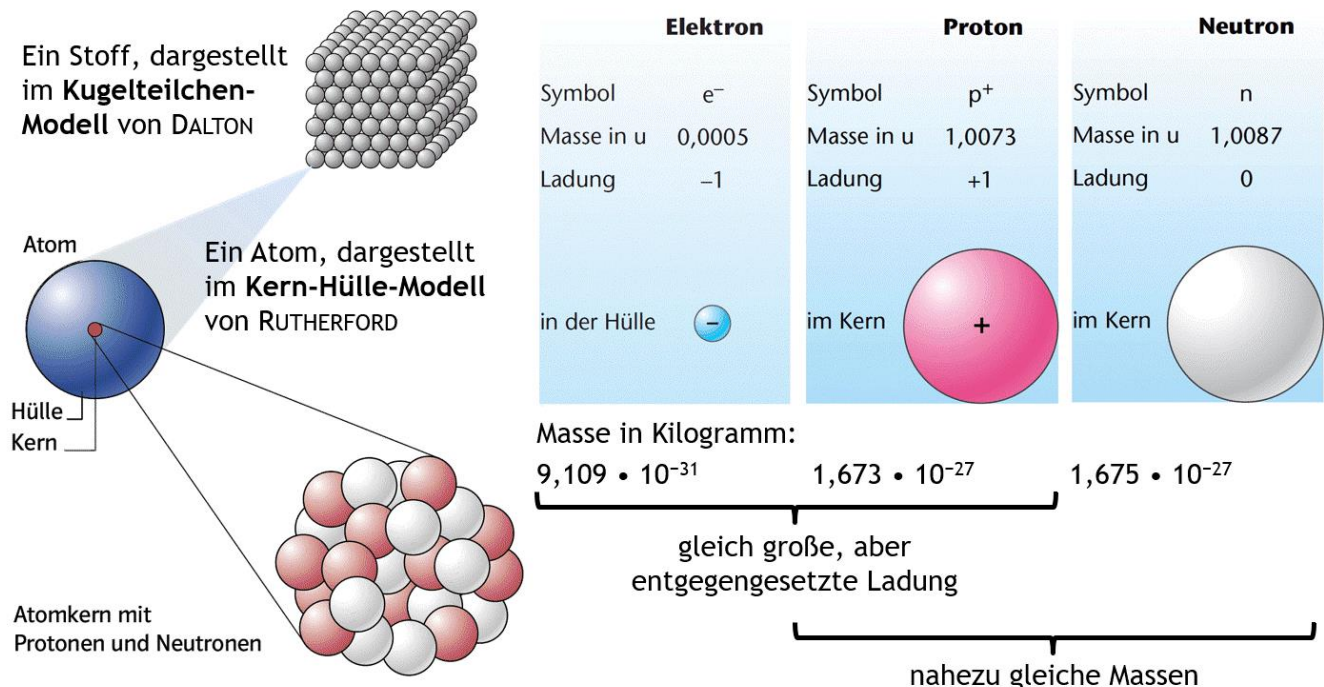 Ein Stoff, dargestellt
im Kugelteilchen-
Modell von DALTON
Atom
Ein Atom, dargestellt
im Kern-Hülle-Modell
von RUTHERFORD
Hülle
Kern
Atomkern mit
Protonen und Neutronen
Elektron
Symbol e⁻
Masse in u 0,0005
Ladung –1
in der Hülle –
Proton
Symbol p⁺
Masse in u 1,0073
Ladung +1
im Kern +
Neutron
Symbol n
Masse in u 1,0087
Ladung 0
im Kern
Masse in Kilogramm:
9,109 • 10⁻³¹ 1,673 • 10⁻²⁷ 1,675 • 10⁻²⁷
gleich große, aber
entgegengesetzte Ladung
nahezu gleiche Massen